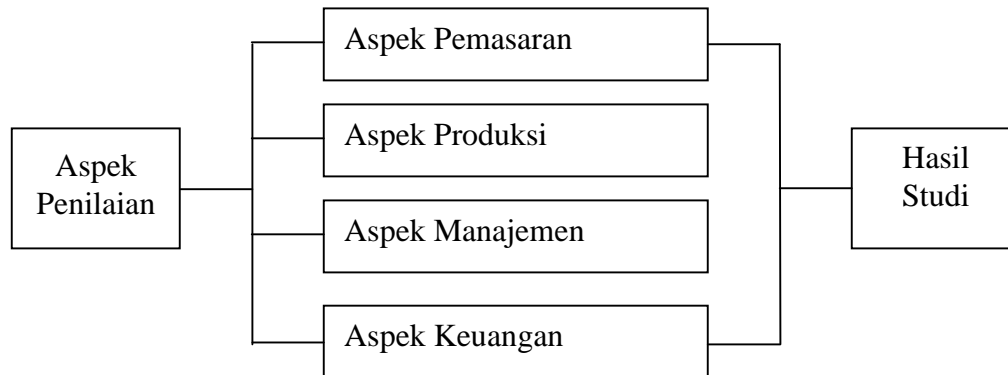 Aspek
Penilaian
Aspek Pemasaran
Aspek Produksi
Aspek Manajemen
Aspek Keuangan
Hasil
Studi